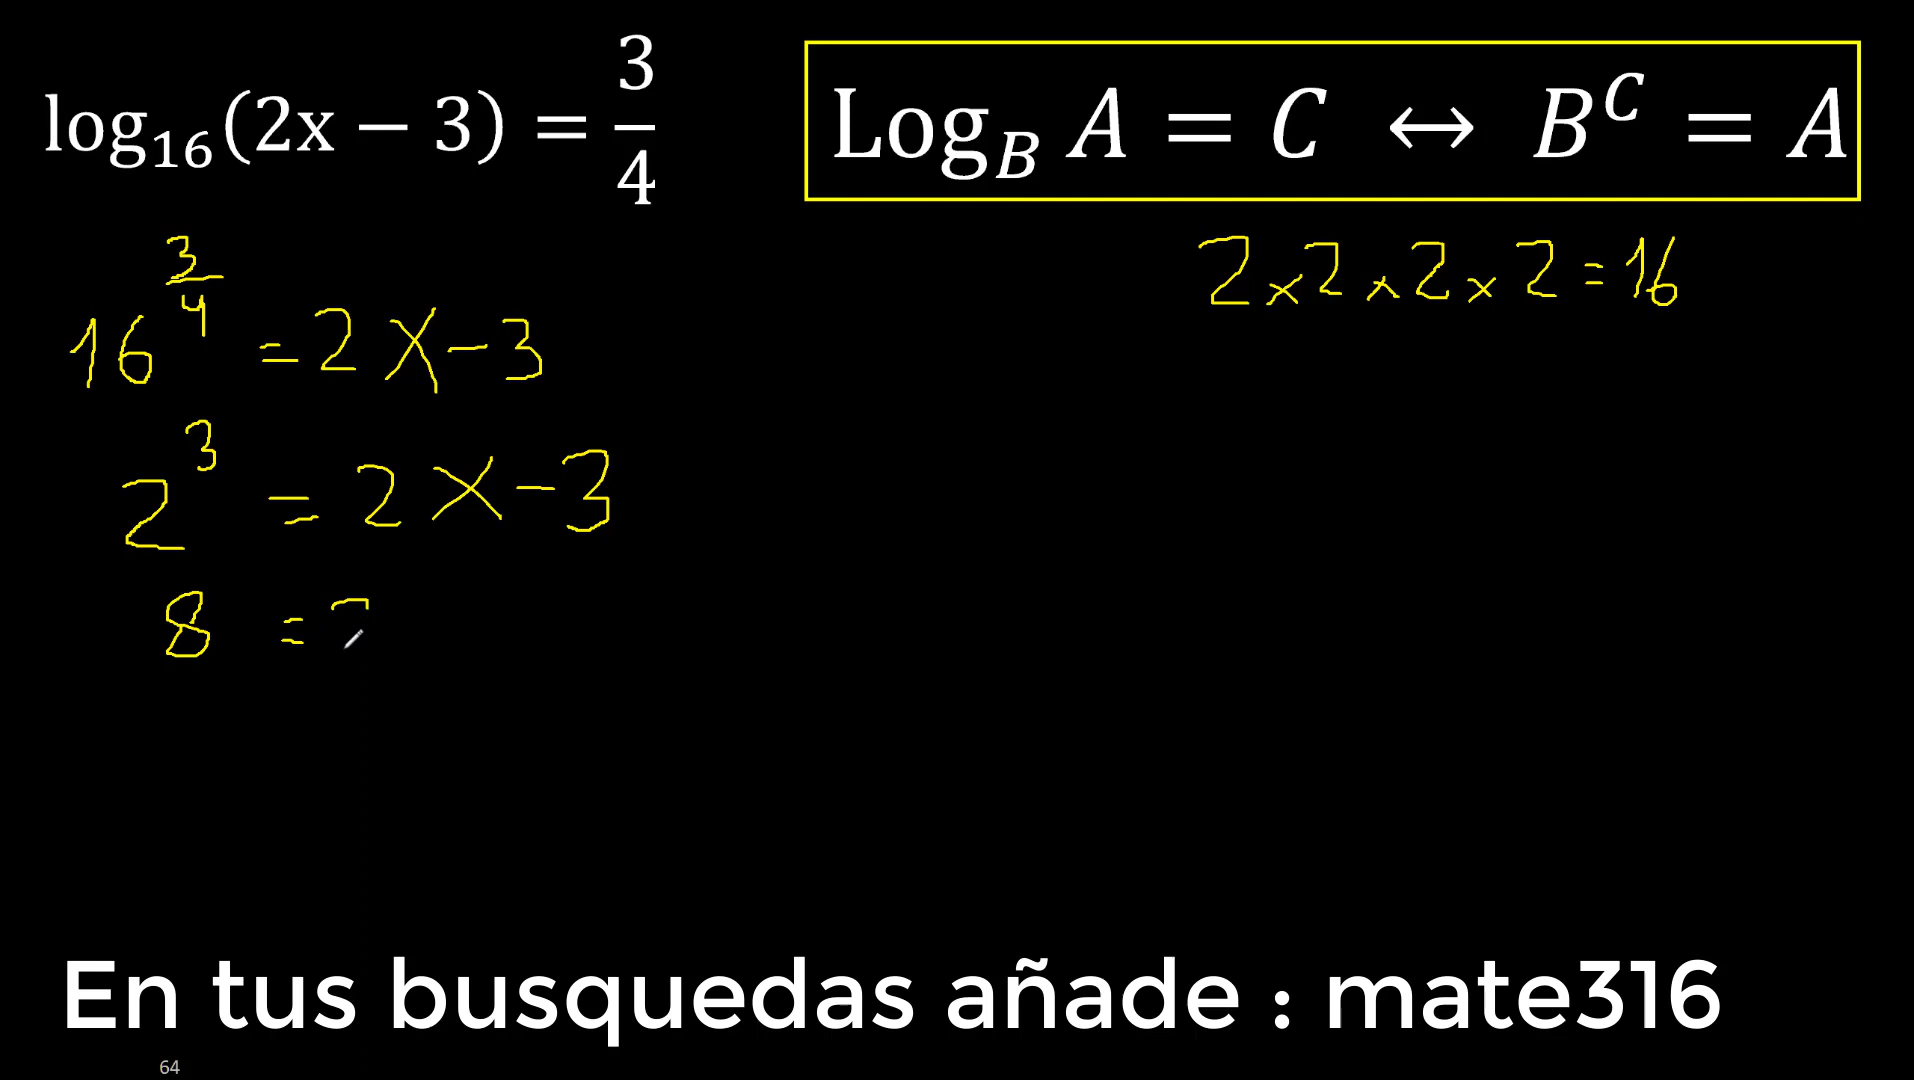 log₁₆(2x − 3) = 3/4
Log_B A = C ↔ B^C = A
2 × 2 × 2 × 2 = 16
16^(3/4) = 2x − 3
2³ = 2x − 3
8 =
En tus busquedas añade : mate316
64